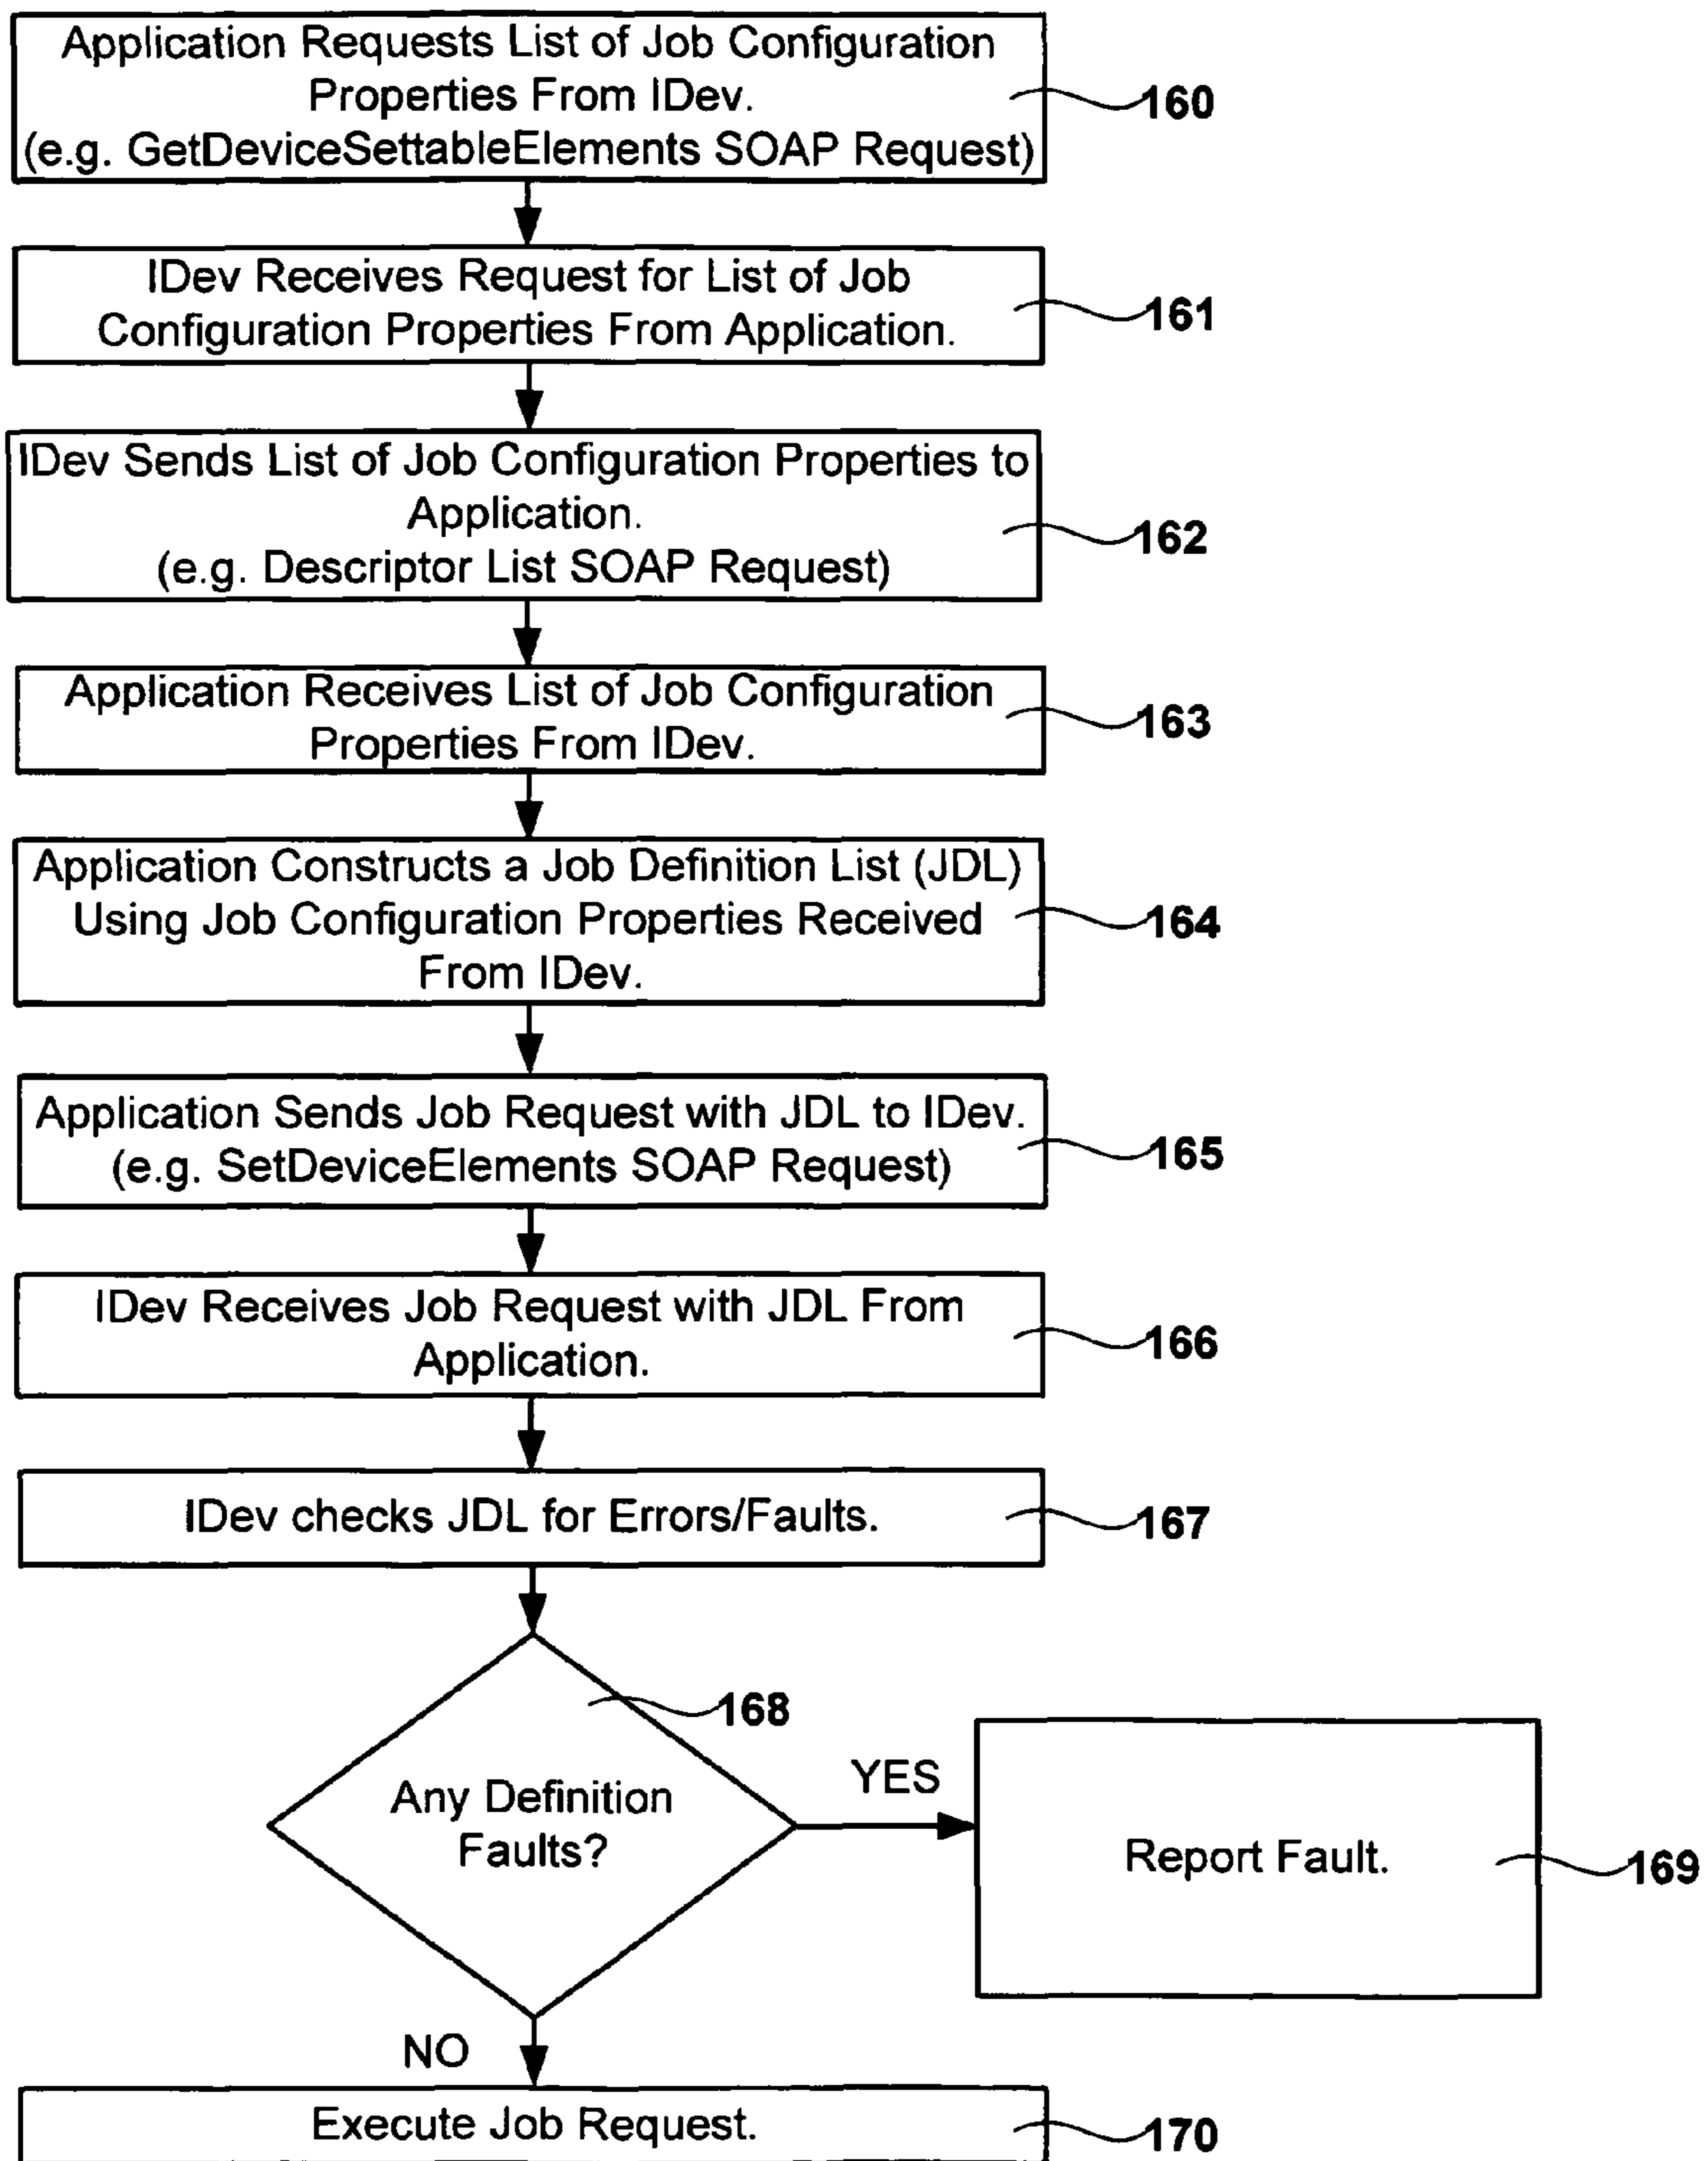 Application Requests List of Job Configuration
Properties From IDev.
(e.g. GetDeviceSettableElements SOAP Request)
160
IDev Receives Request for List of Job
Configuration Properties From Application.
161
IDev Sends List of Job Configuration Properties to
Application.
(e.g. Descriptor List SOAP Request)
162
Application Receives List of Job Configuration
Properties From IDev.
163
Application Constructs a Job Definition List (JDL)
Using Job Configuration Properties Received
From IDev.
164
Application Sends Job Request with JDL to IDev.
(e.g. SetDeviceElements SOAP Request)
165
IDev Receives Job Request with JDL From
Application.
166
IDev checks JDL for Errors/Faults.
167
168
Any Definition
Faults?
YES
Report Fault.
169
NO
Execute Job Request.
170